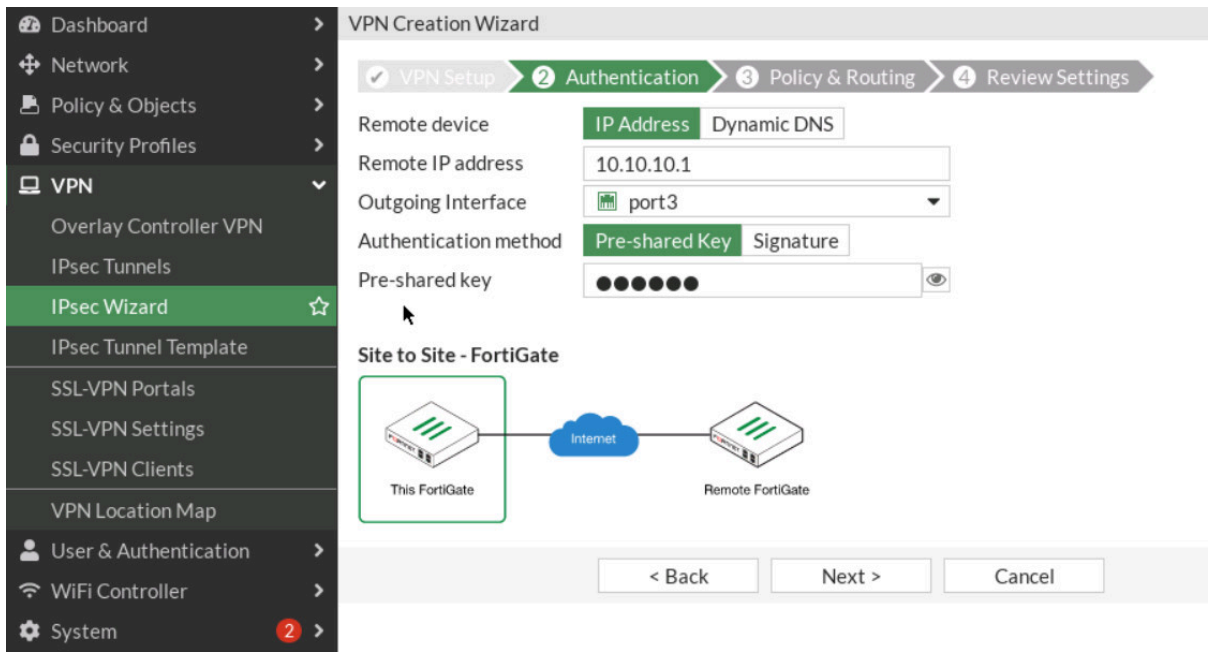 Dashboard
Network
Policy & Objects
Security Profiles
VPN
Overlay Controller VPN
IPsec Tunnels
IPsec Wizard
IPsec Tunnel Template
SSL-VPN Portals
SSL-VPN Settings
SSL-VPN Clients
VPN Location Map
User & Authentication
WiFi Controller
System 2
VPN Creation Wizard
VPN Setup 2 Authentication 3 Policy & Routing 4 Review Settings
Remote device IP Address Dynamic DNS
Remote IP address 10.10.10.1
Outgoing Interface port3
Authentication method Pre-shared Key Signature
Pre-shared key ●●●●●●
Site to Site - FortiGate
Internet
This FortiGate Remote FortiGate
< Back Next > Cancel